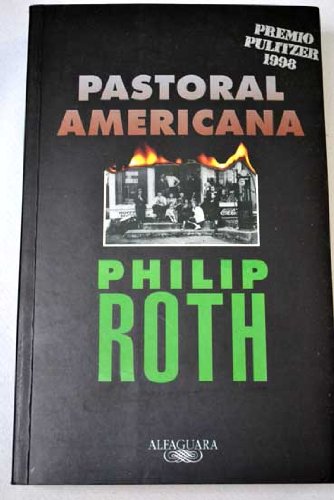 PREMIO
PULITZER
1998
PASTORAL
AMERICANA
PHILIP
ROTH
ALFAGUARA